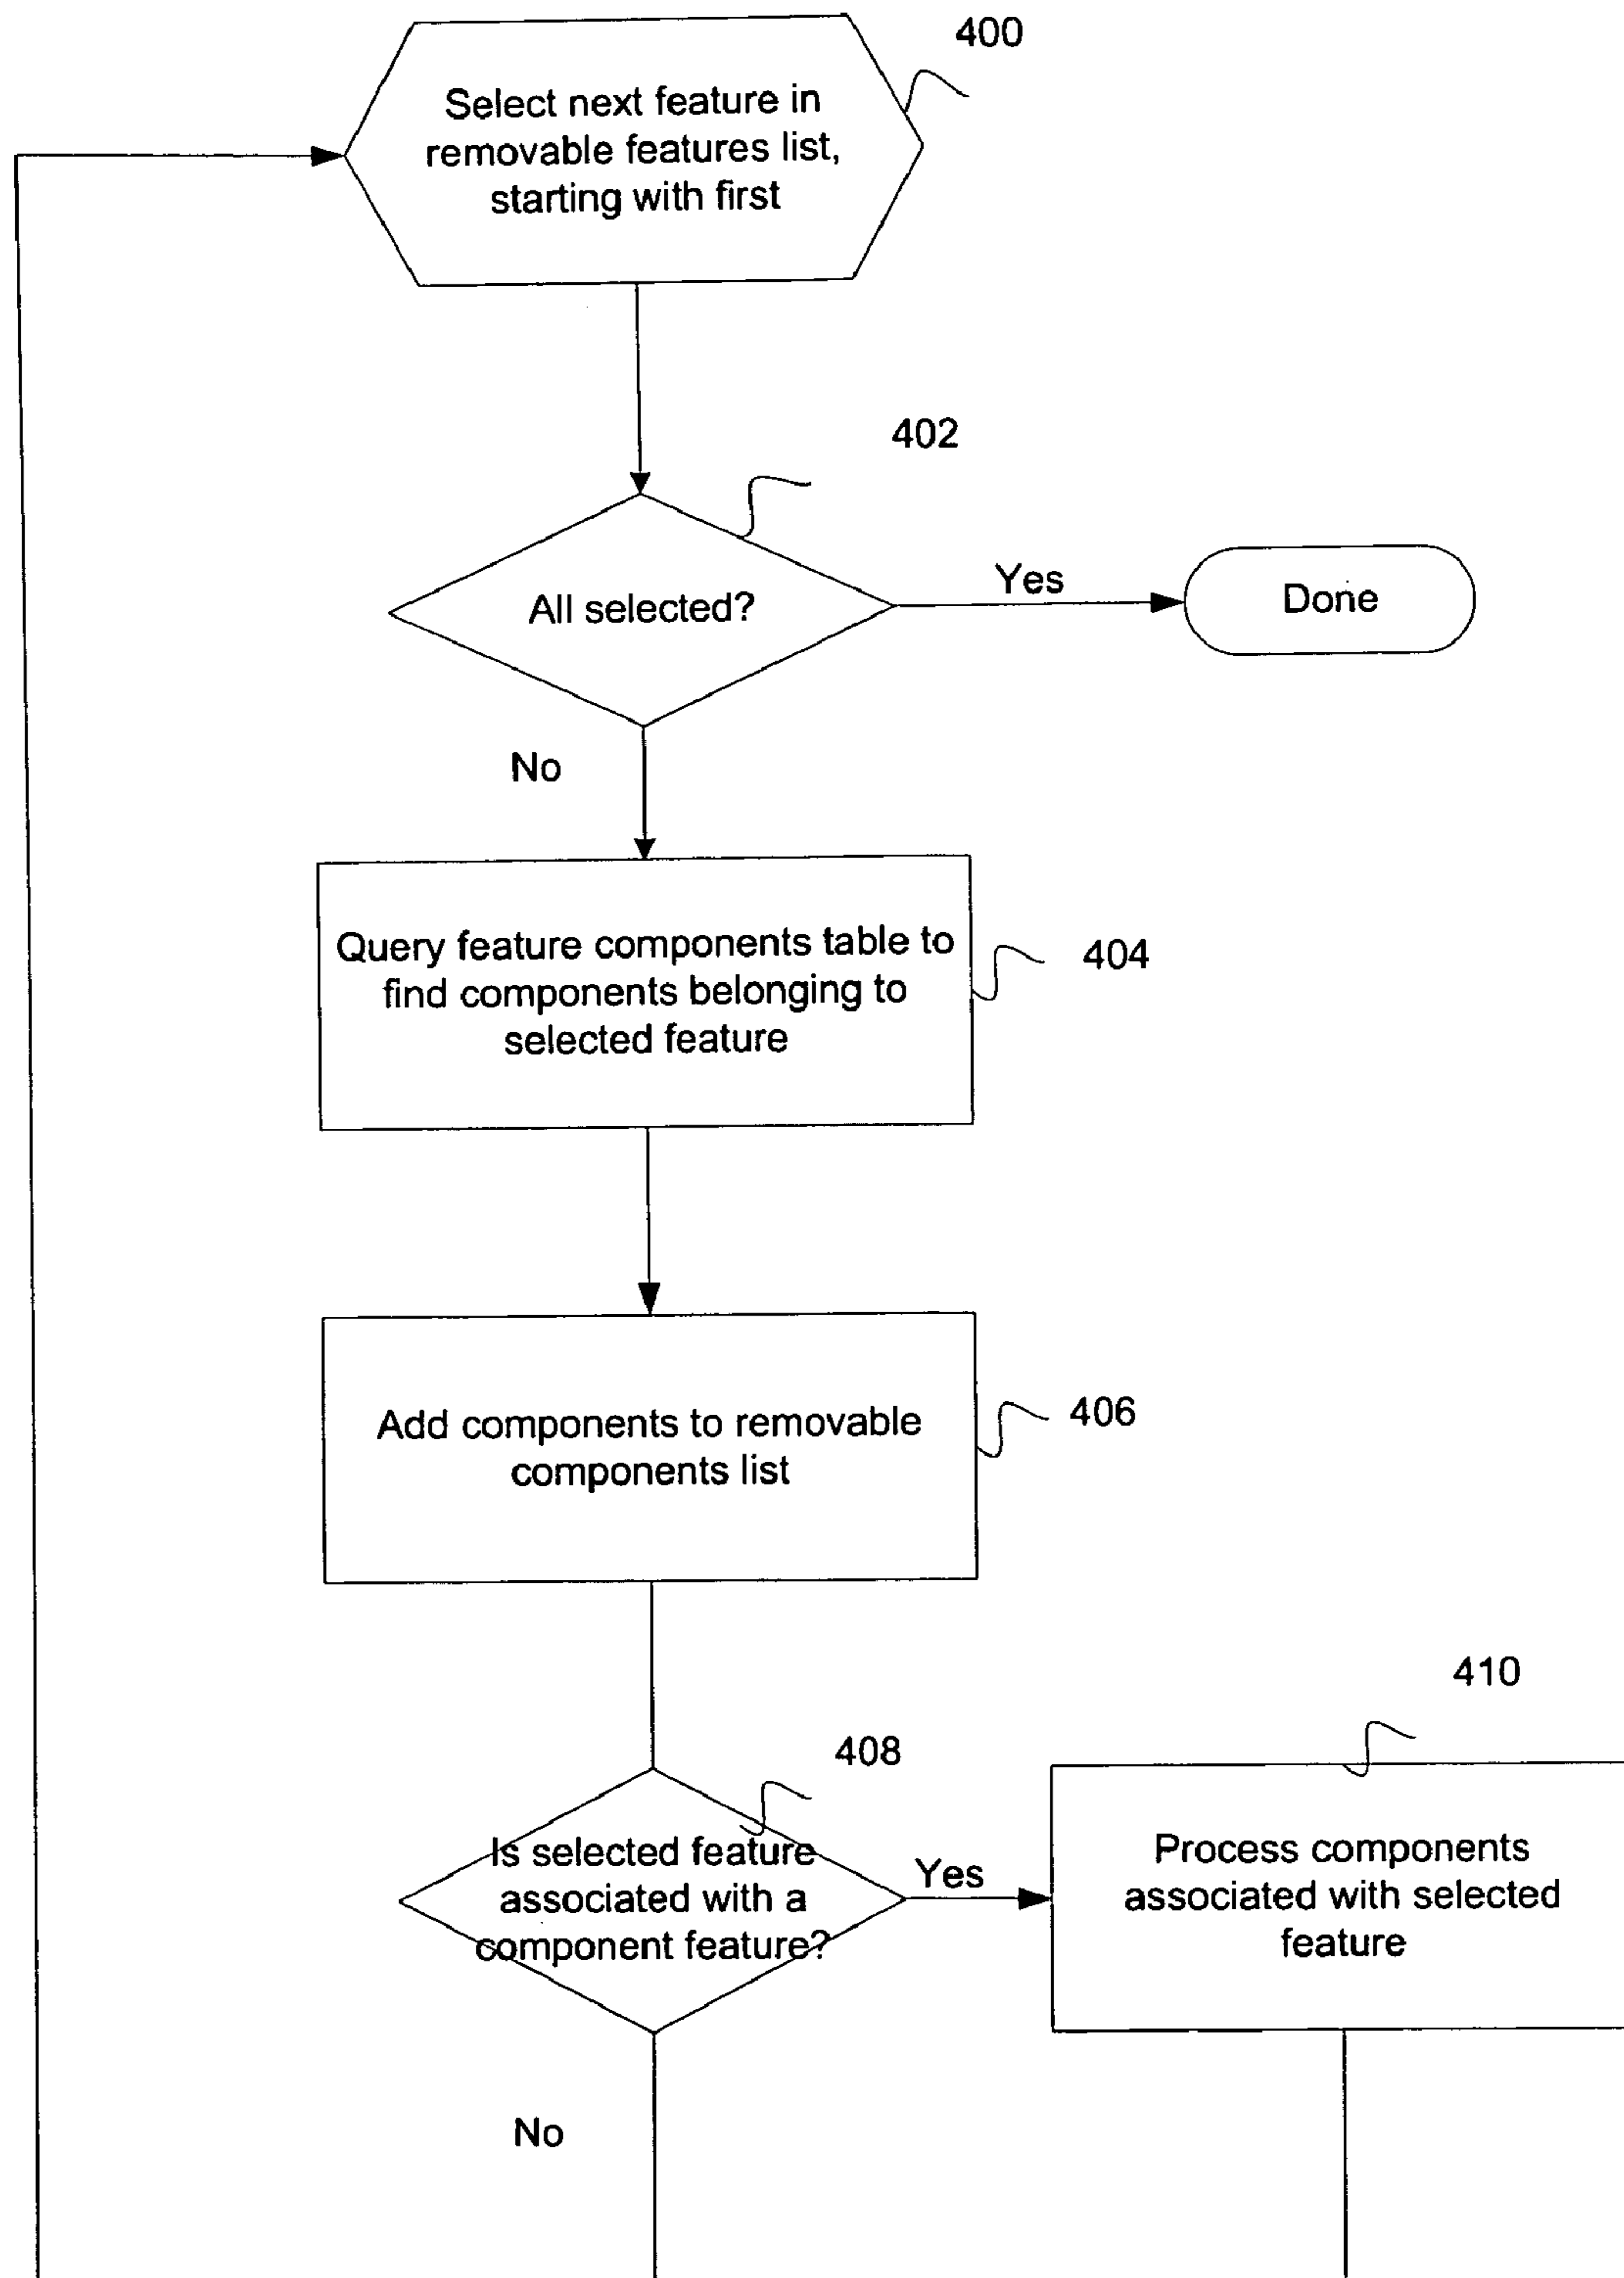 400
Select next feature in
removable features list,
starting with first
402
All selected?
Yes
Done
No
Query feature components table to
find components belonging to
selected feature
404
Add components to removable
components list
406
410
408
Is selected feature
associated with a
component feature?
Yes
Process components
associated with selected
feature
No